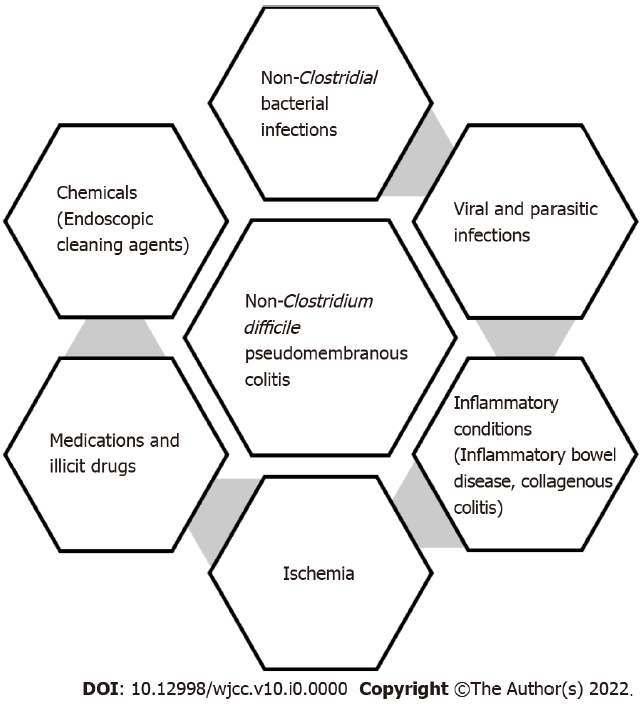 Non-Clostridial
bacterial
infections
Chemicals
(Endoscopic
cleaning agents)
Viral and parasitic
infections
Non-Clostridium
difficile
pseudomembranous
colitis
Medications and
illicit drugs
Inflammatory
conditions
(Inflammatory bowel
disease, collagenous
colitis)
Ischemia
DOI: 10.12998/wjcc.v10.i0.0000 Copyright ©The Author(s) 2022.